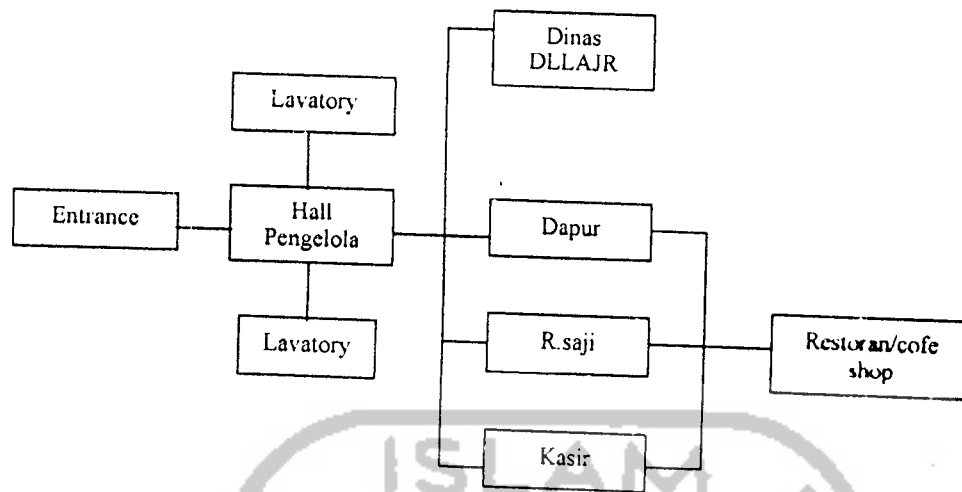 Dinas
DLLAJR
Lavatory
Entrance
Hall
Pengelola
Dapur
Lavatory
R.saji
Restoran/cofe
shop
Kasir
ISLAM